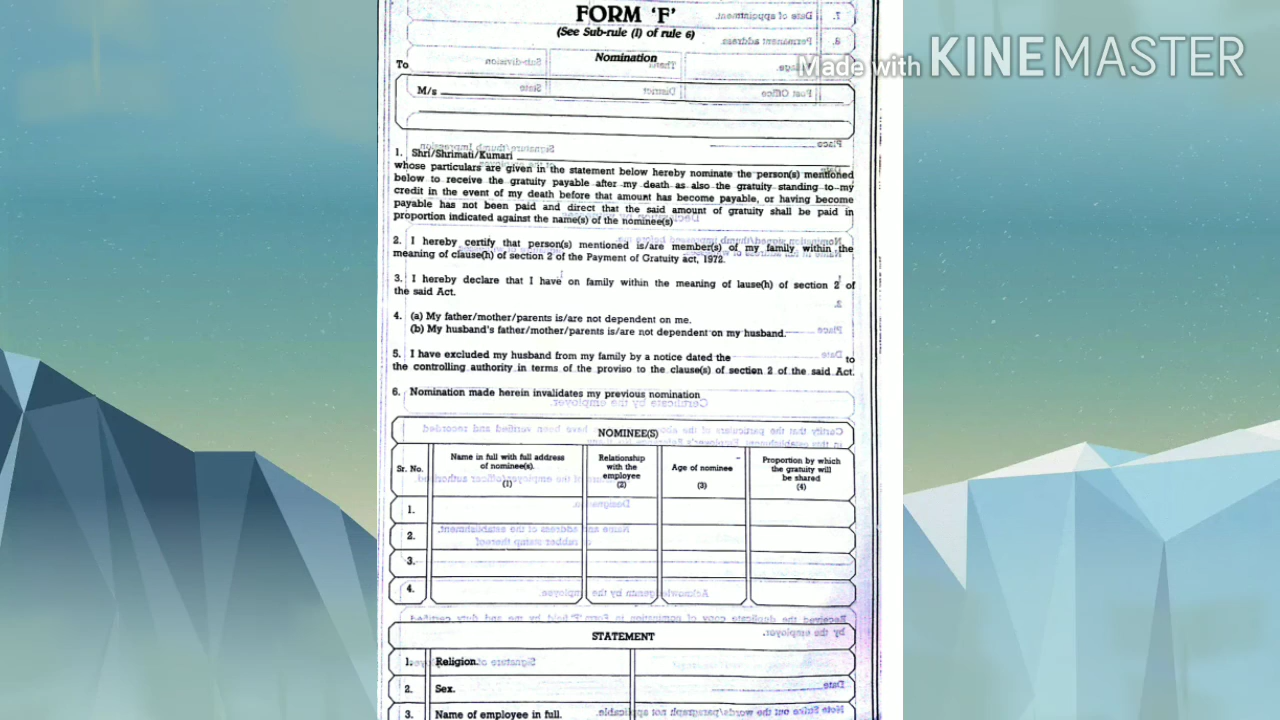 FORM 'F'
(See Sub-rule (I) of rule 6)
Nomination
Made with KINEMASTER
To
M/s
1. Shri/Shrimati/Kumari
whose particulars are given in the statement below hereby nominate the person(s) mentioned
below to receive the gratuity payable after my death as also the gratuity standing to my
credit in the event of my death before that amount has become payable, or having become
payable has not been paid and direct that the said amount of gratuity shall be paid in
proportion indicated against the name(s) of the nominee(s)
2. I hereby certify that person(s) mentioned is/are member(s) of my family within the
meaning of clause(h) of section 2 of the Payment of Gratuity act, 1972.
3. I hereby declare that I have on family within the meaning of lause(h) of section 2 of
the said Act.
4. (a) My father/mother/parents is/are not dependent on me.
(b) My husband's father/mother/parents is/are not dependent on my husband.
5. I have excluded my husband from my family by a notice dated the to
the controlling authority in terms of the proviso to the clause(s) of section 2 of the said Act.
6. Nomination made herein invalidates my previous nomination
NOMINEE(S)
Sr. No.
Name in full with full address
of nominee(s).
(1)
Relationship
with the
employee
(2)
Age of nominee
(3)
Proportion by which
the gratuity will
be shared
(4)
1.
2.
3.
4.
STATEMENT
1. Religion.
2. Sex.
3. Name of employee in full.